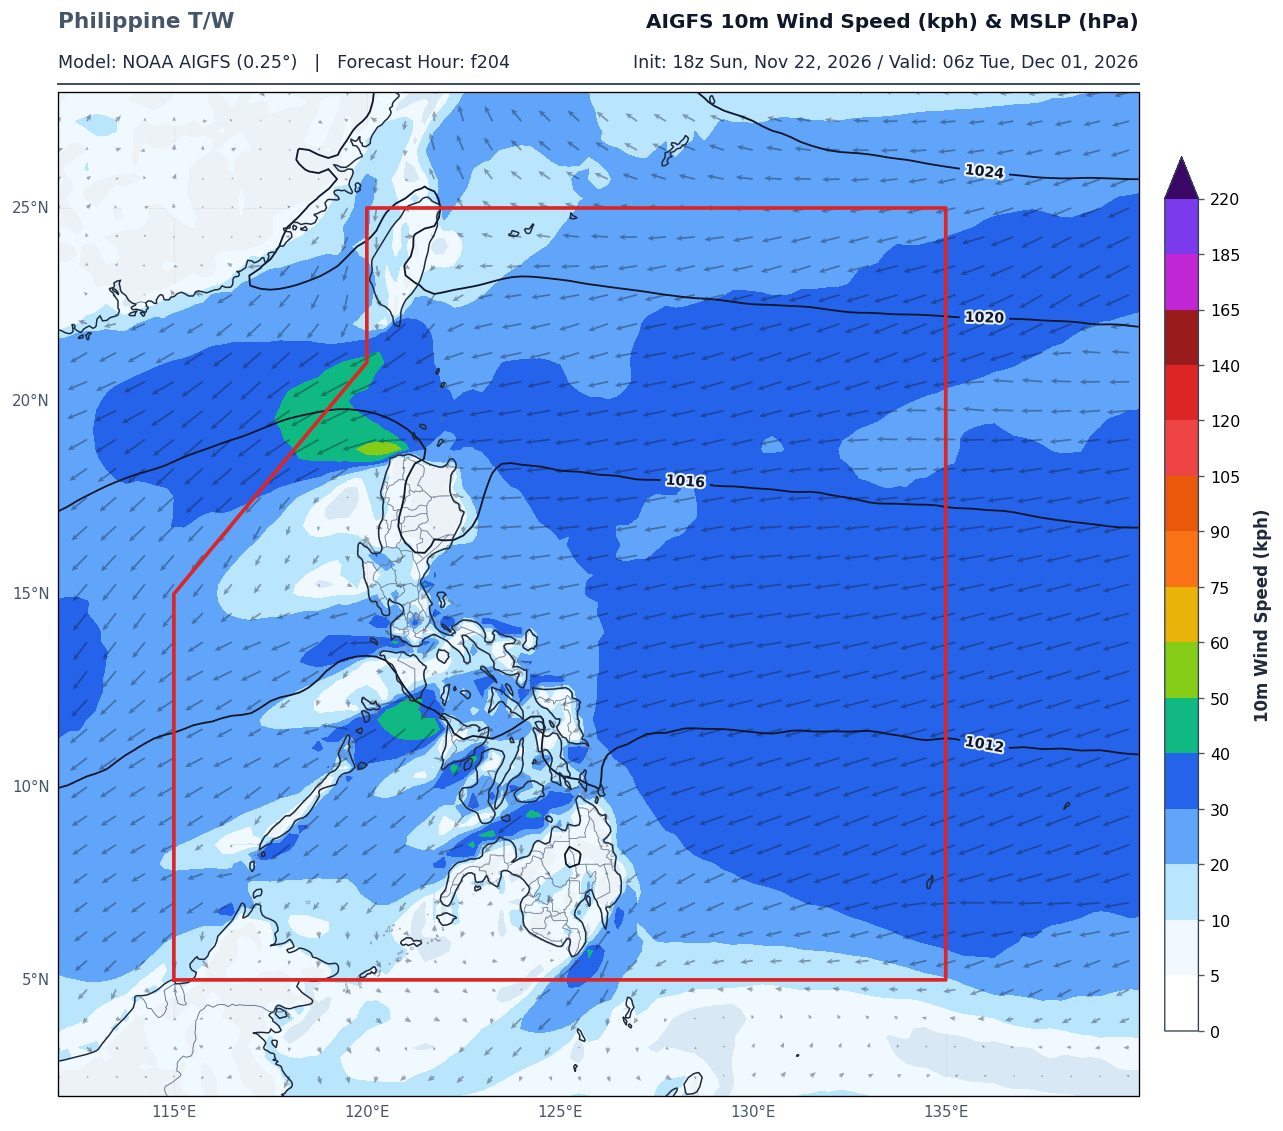 Philippine T/W
AIGFS 10m Wind Speed (kph) & MSLP (hPa)
Model: NOAA AIGFS (0.25°)   |   Forecast Hour: f204
Init: 18z Sun, Nov 22, 2026 / Valid: 06z Tue, Dec 01, 2026
1024
1020
1016
1012
25°N
20°N
15°N
10°N
5°N
115°E
120°E
125°E
130°E
135°E
220
185
165
140
120
105
90
75
60
50
40
30
20
10
5
0
10m Wind Speed (kph)